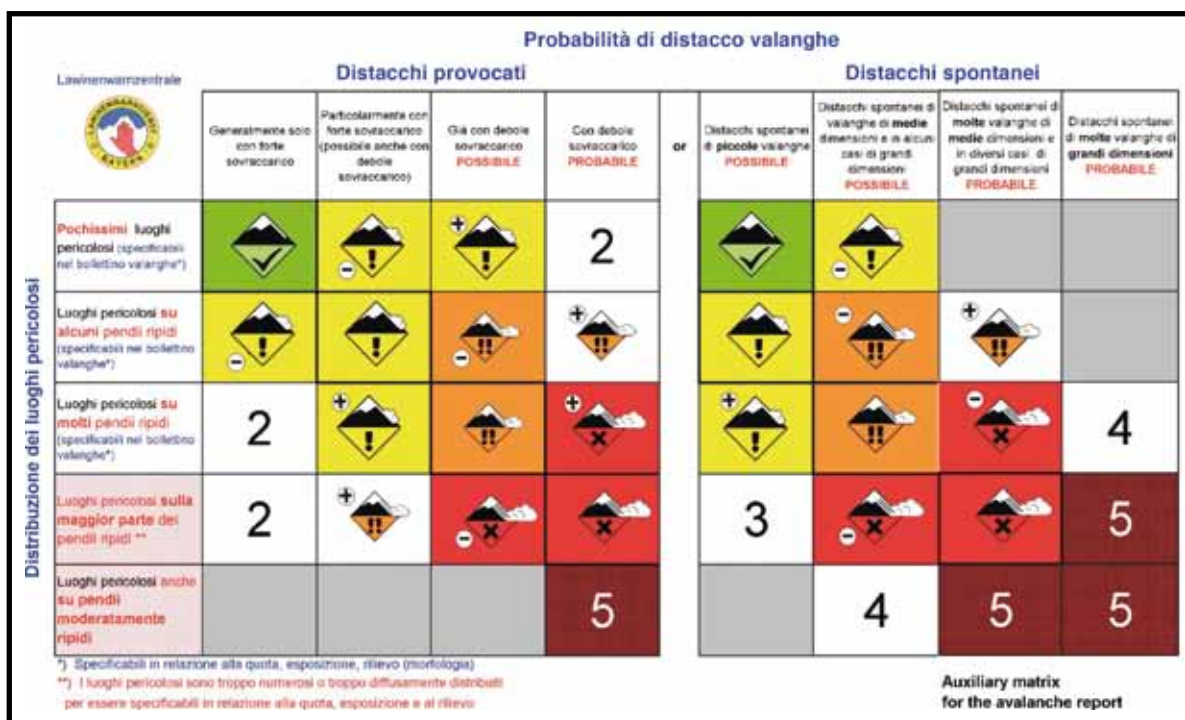 Probabilità di distacco valanghe
Lawinenwarnzentrale
Distacchi provocati
Distacchi spontanei
LAWINENWARNDIENST
BAYERN
Generalmente solo
con forte
sovraccarico
Particolarmente con
forte sovraccarico
(possibile anche con
debole
sovraccarico)
Già con debole
sovraccarico
POSSIBILE
Con debole
sovraccarico
PROBABILE
or
Distacchi spontanei
di piccole valanghe
POSSIBILE
Distacchi spontanei di
valanghe di medie
dimensioni e in alcuni
casi di grandi
dimensioni
POSSIBILE
Distacchi spontanei di
molte valanghe di
medie dimensioni e
in diversi casi di
grandi dimensioni
PROBABILE
Distacchi spontanei
di molte valanghe di
grandi dimensioni
PROBABILE
Distribuzione dei luoghi pericolosi
Pochissimi luoghi
pericolosi (specificabili
nel bollettino valanghe*)
! − ! + 2 ! −
Luoghi pericolosi su
alcuni pendii ripidi
(specificabili nel bollettino
valanghe*)
! − ! !! − !! + ! !! − !! +
Luoghi pericolosi su
molti pendii ripidi
(specificabili nel bollettino
valanghe*)
2 ! + !! + ! + !! − 4
Luoghi pericolosi sulla
maggior parte dei
pendii ripidi **
2 !! + − 3 − 5
Luoghi pericolosi anche
su pendii
moderatamente
ripidi
5 4 5 5
*) Specificabili in relazione alla quota, esposizione, rilievo (morfologia)
**) I luoghi pericolosi sono troppo numerosi o troppo diffusamente distribuiti
per essere specificabili in relazione alla quota, esposizione e al rilievo
Auxiliary matrix
for the avalanche report